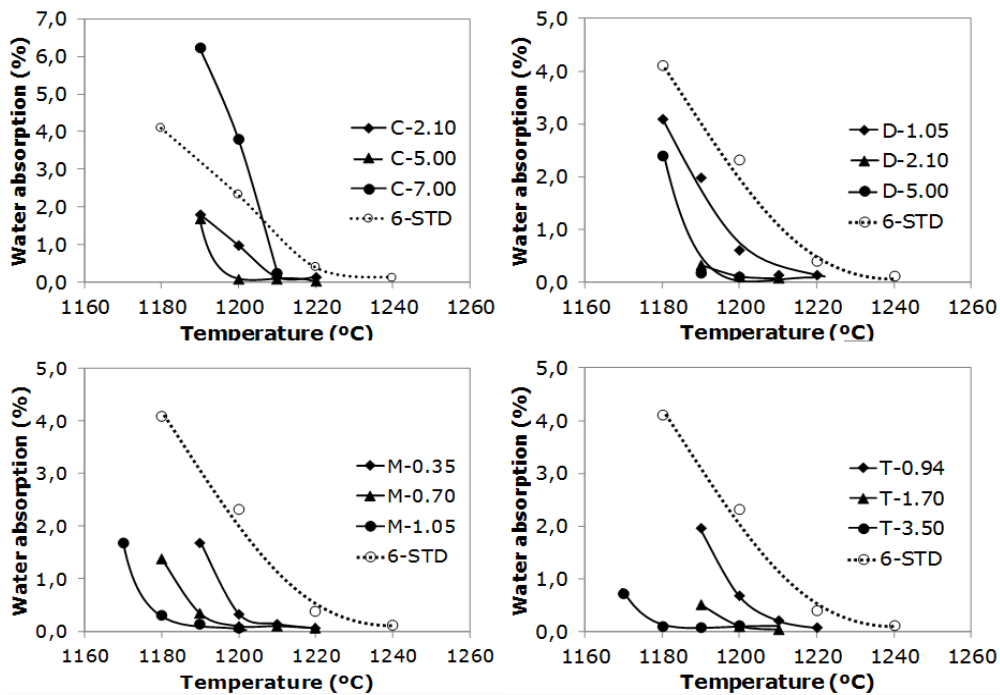 Water absorption (%)
7,0
6,0
5,0
4,0
3,0
2,0
1,0
0,0
C-2.10
C-5.00
C-7.00
6-STD
1160 1180 1200 1220 1240 1260
Temperature (ºC)
Water absorption (%)
5,0
4,0
3,0
2,0
1,0
0,0
D-1.05
D-2.10
D-5.00
6-STD
1160 1180 1200 1220 1240 1260
Temperature (ºC)
Water absorption (%)
5,0
4,0
3,0
2,0
1,0
0,0
M-0.35
M-0.70
M-1.05
6-STD
1160 1180 1200 1220 1240 1260
Temperature (ºC)
Water absorption (%)
5,0
4,0
3,0
2,0
1,0
0,0
T-0.94
T-1.70
T-3.50
6-STD
1160 1180 1200 1220 1240 1260
Temperature (ºC)